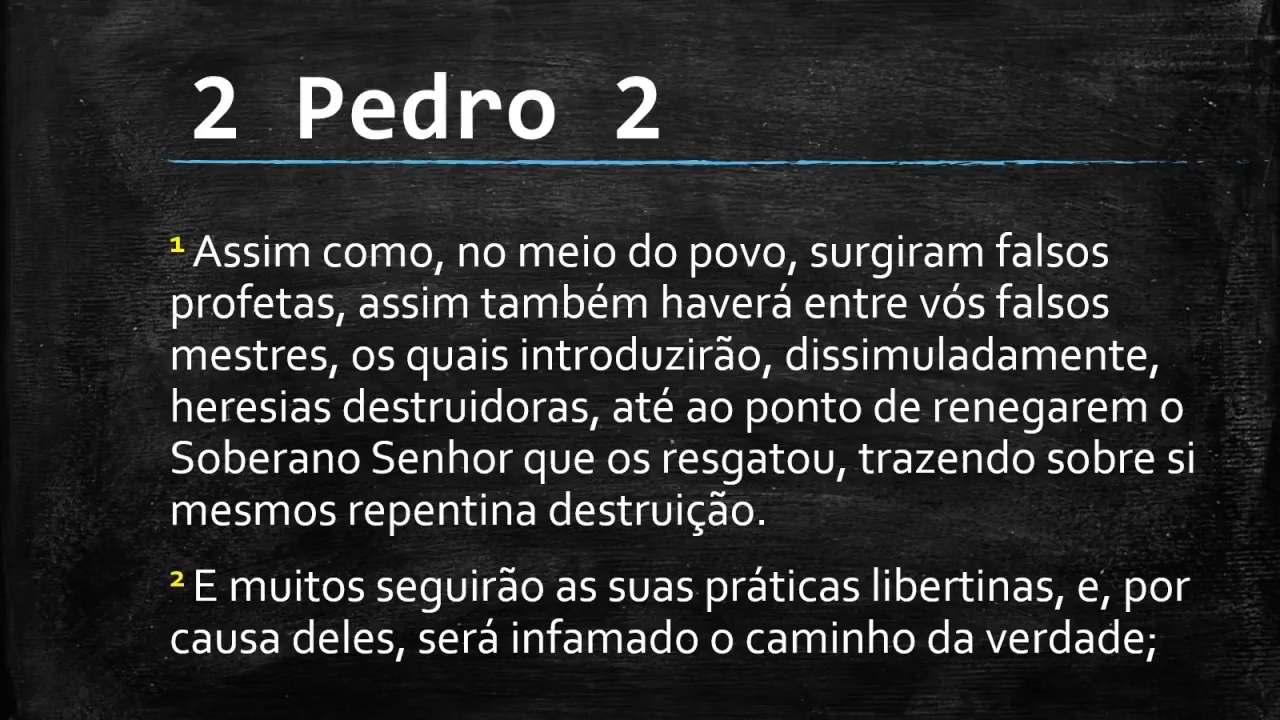 2 Pedro 2
1 Assim como, no meio do povo, surgiram falsos
profetas, assim também haverá entre vós falsos
mestres, os quais introduzirão, dissimuladamente,
heresias destruidoras, até ao ponto de renegarem o
Soberano Senhor que os resgatou, trazendo sobre si
mesmos repentina destruição.
2 E muitos seguirão as suas práticas libertinas, e, por
causa deles, será infamado o caminho da verdade;